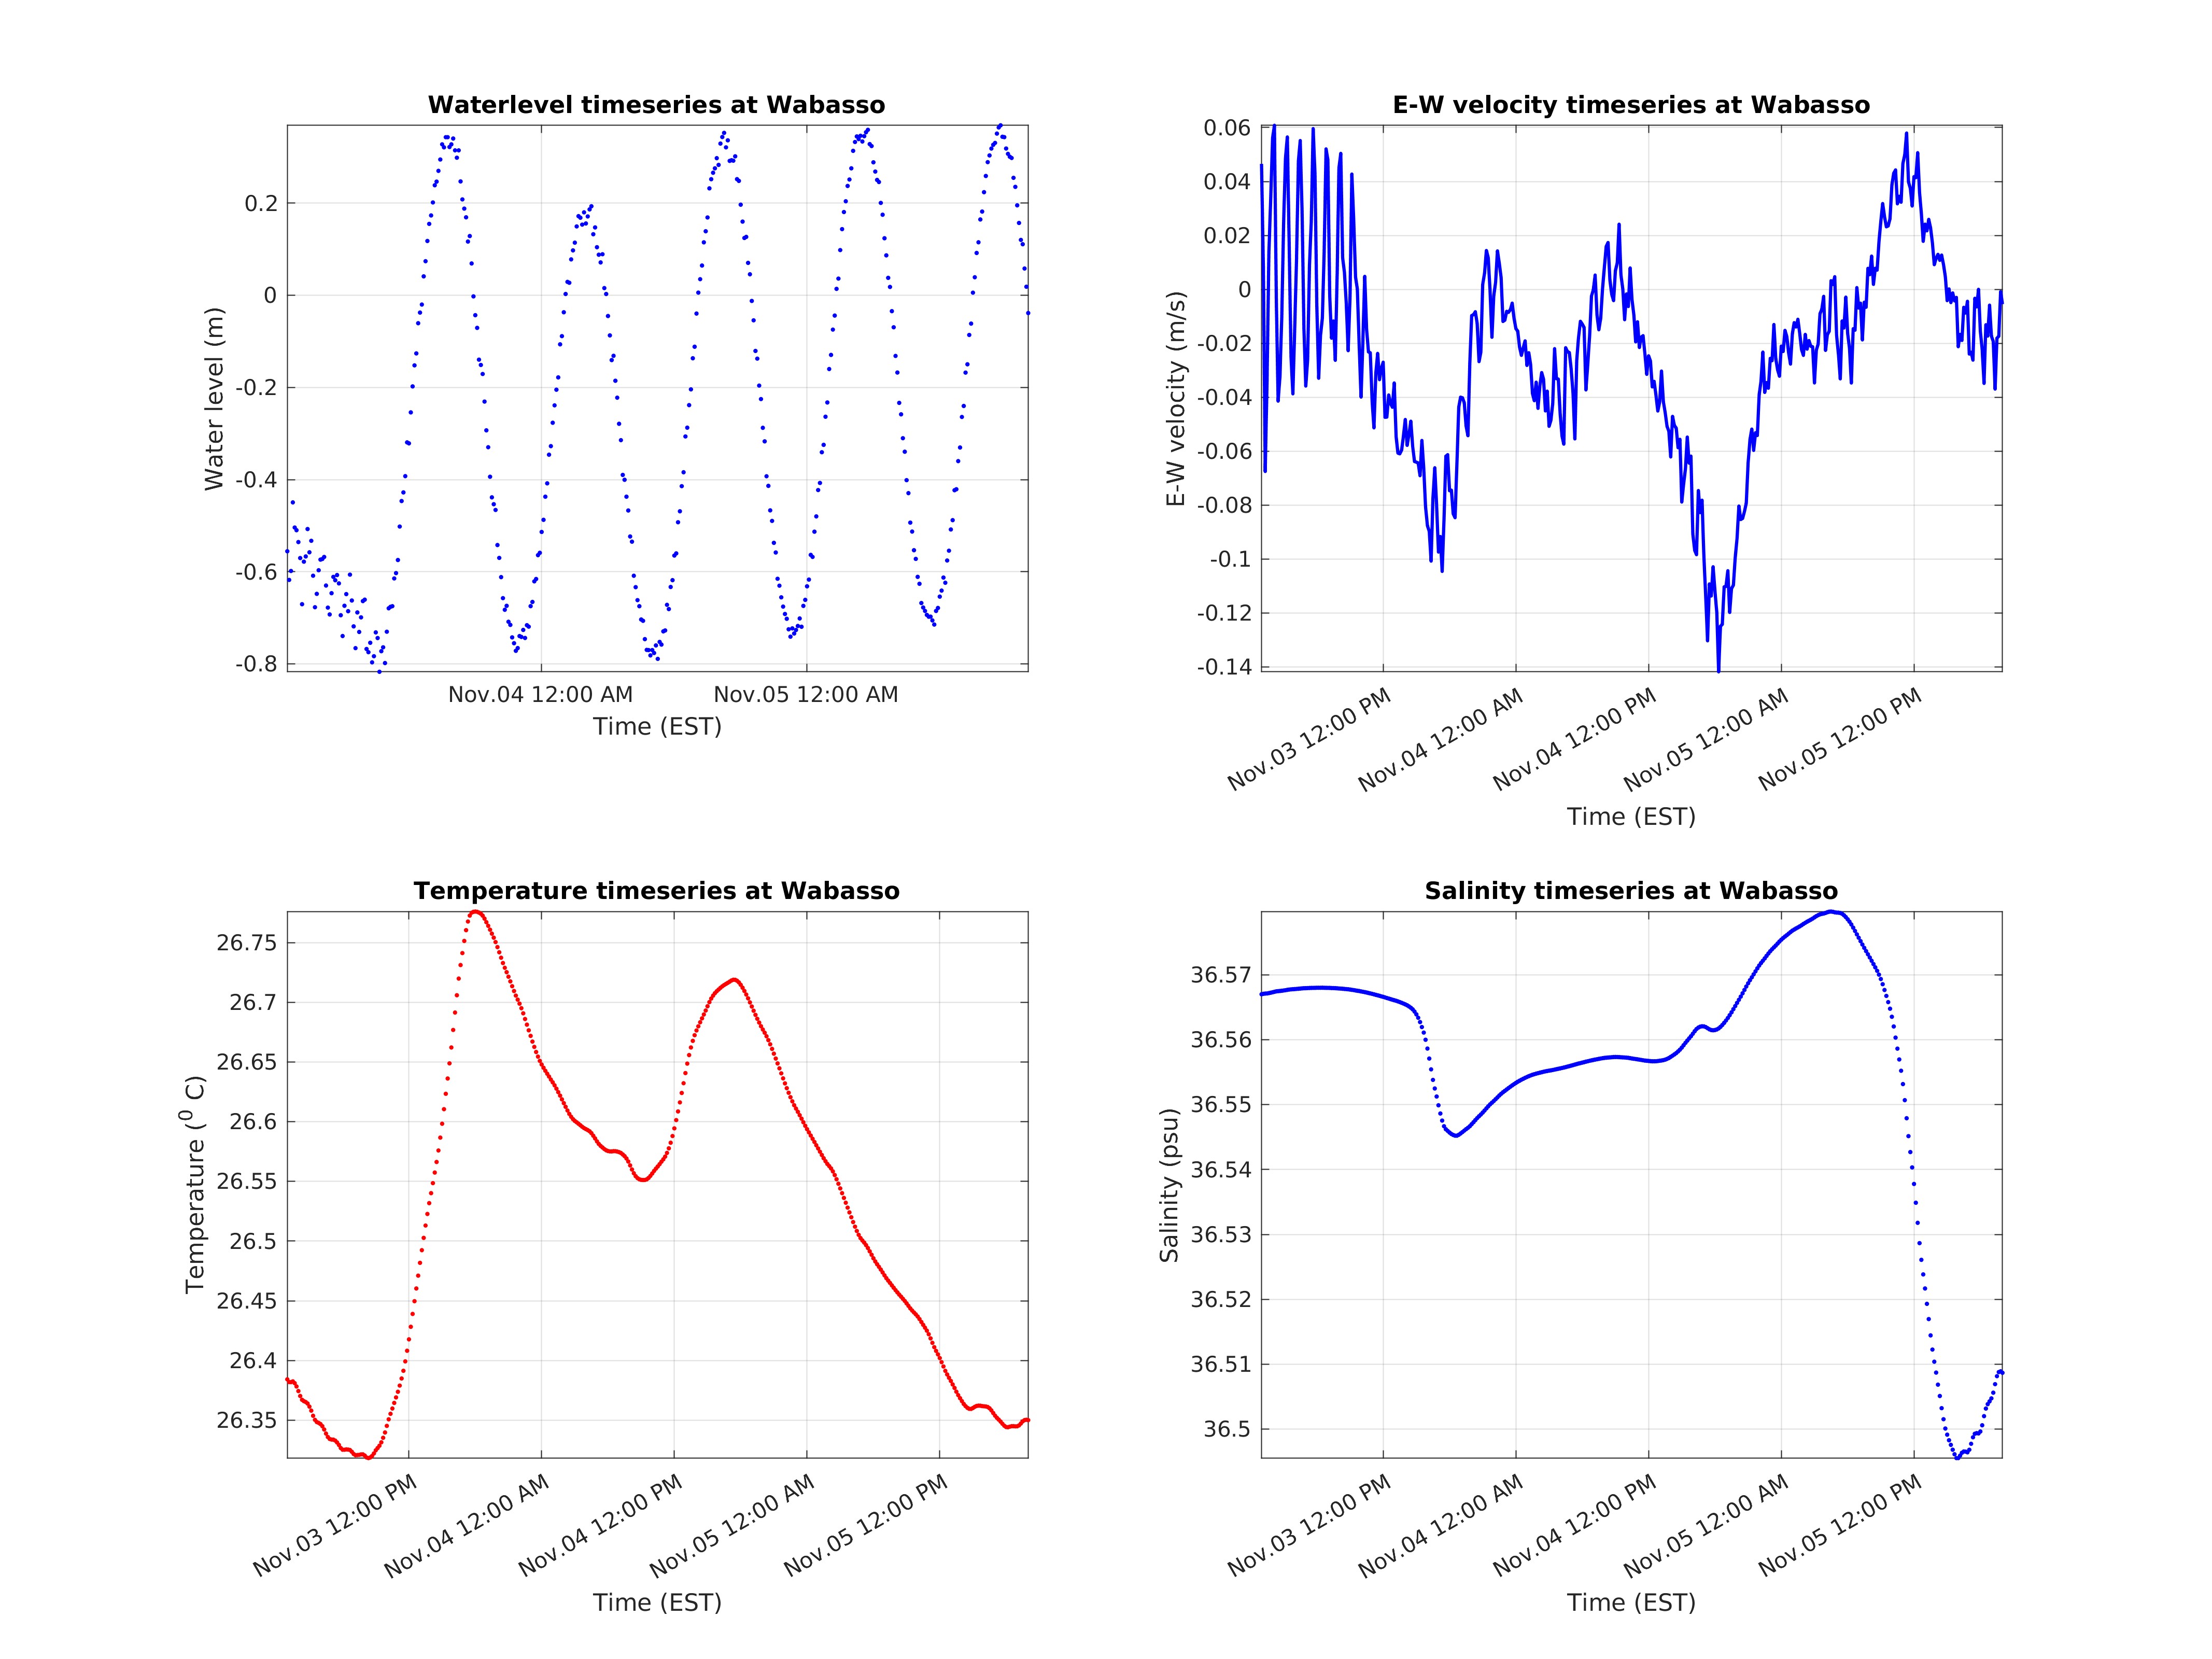 Waterlevel timeseries at Wabasso
0.2
0
-0.2
-0.4
-0.6
-0.8
Water level (m)
Nov.04 12:00 AM
Nov.05 12:00 AM
Time (EST)
E-W velocity timeseries at Wabasso
0.06
0.04
0.02
0
-0.02
-0.04
-0.06
-0.08
-0.1
-0.12
-0.14
E-W velocity (m/s)
Nov.03 12:00 PM
Nov.04 12:00 AM
Nov.04 12:00 PM
Nov.05 12:00 AM
Nov.05 12:00 PM
Time (EST)
Temperature timeseries at Wabasso
26.75
26.7
26.65
26.6
26.55
26.5
26.45
26.4
26.35
Temperature (⁰ C)
Nov.03 12:00 PM
Nov.04 12:00 AM
Nov.04 12:00 PM
Nov.05 12:00 AM
Nov.05 12:00 PM
Time (EST)
Salinity timeseries at Wabasso
36.57
36.56
36.55
36.54
36.53
36.52
36.51
36.5
Salinity (psu)
Nov.03 12:00 PM
Nov.04 12:00 AM
Nov.04 12:00 PM
Nov.05 12:00 AM
Nov.05 12:00 PM
Time (EST)